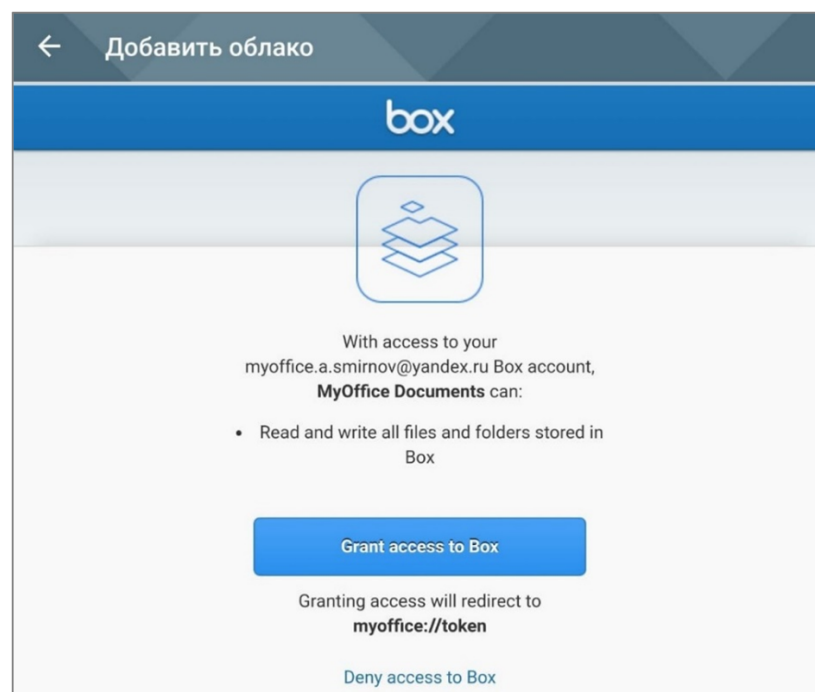 Добавить облако
box
With access to your
myoffice.a.smirnov@yandex.ru Box account,
MyOffice Documents can:
• Read and write all files and folders stored in
Box
Grant access to Box
Granting access will redirect to
myoffice://token
Deny access to Box